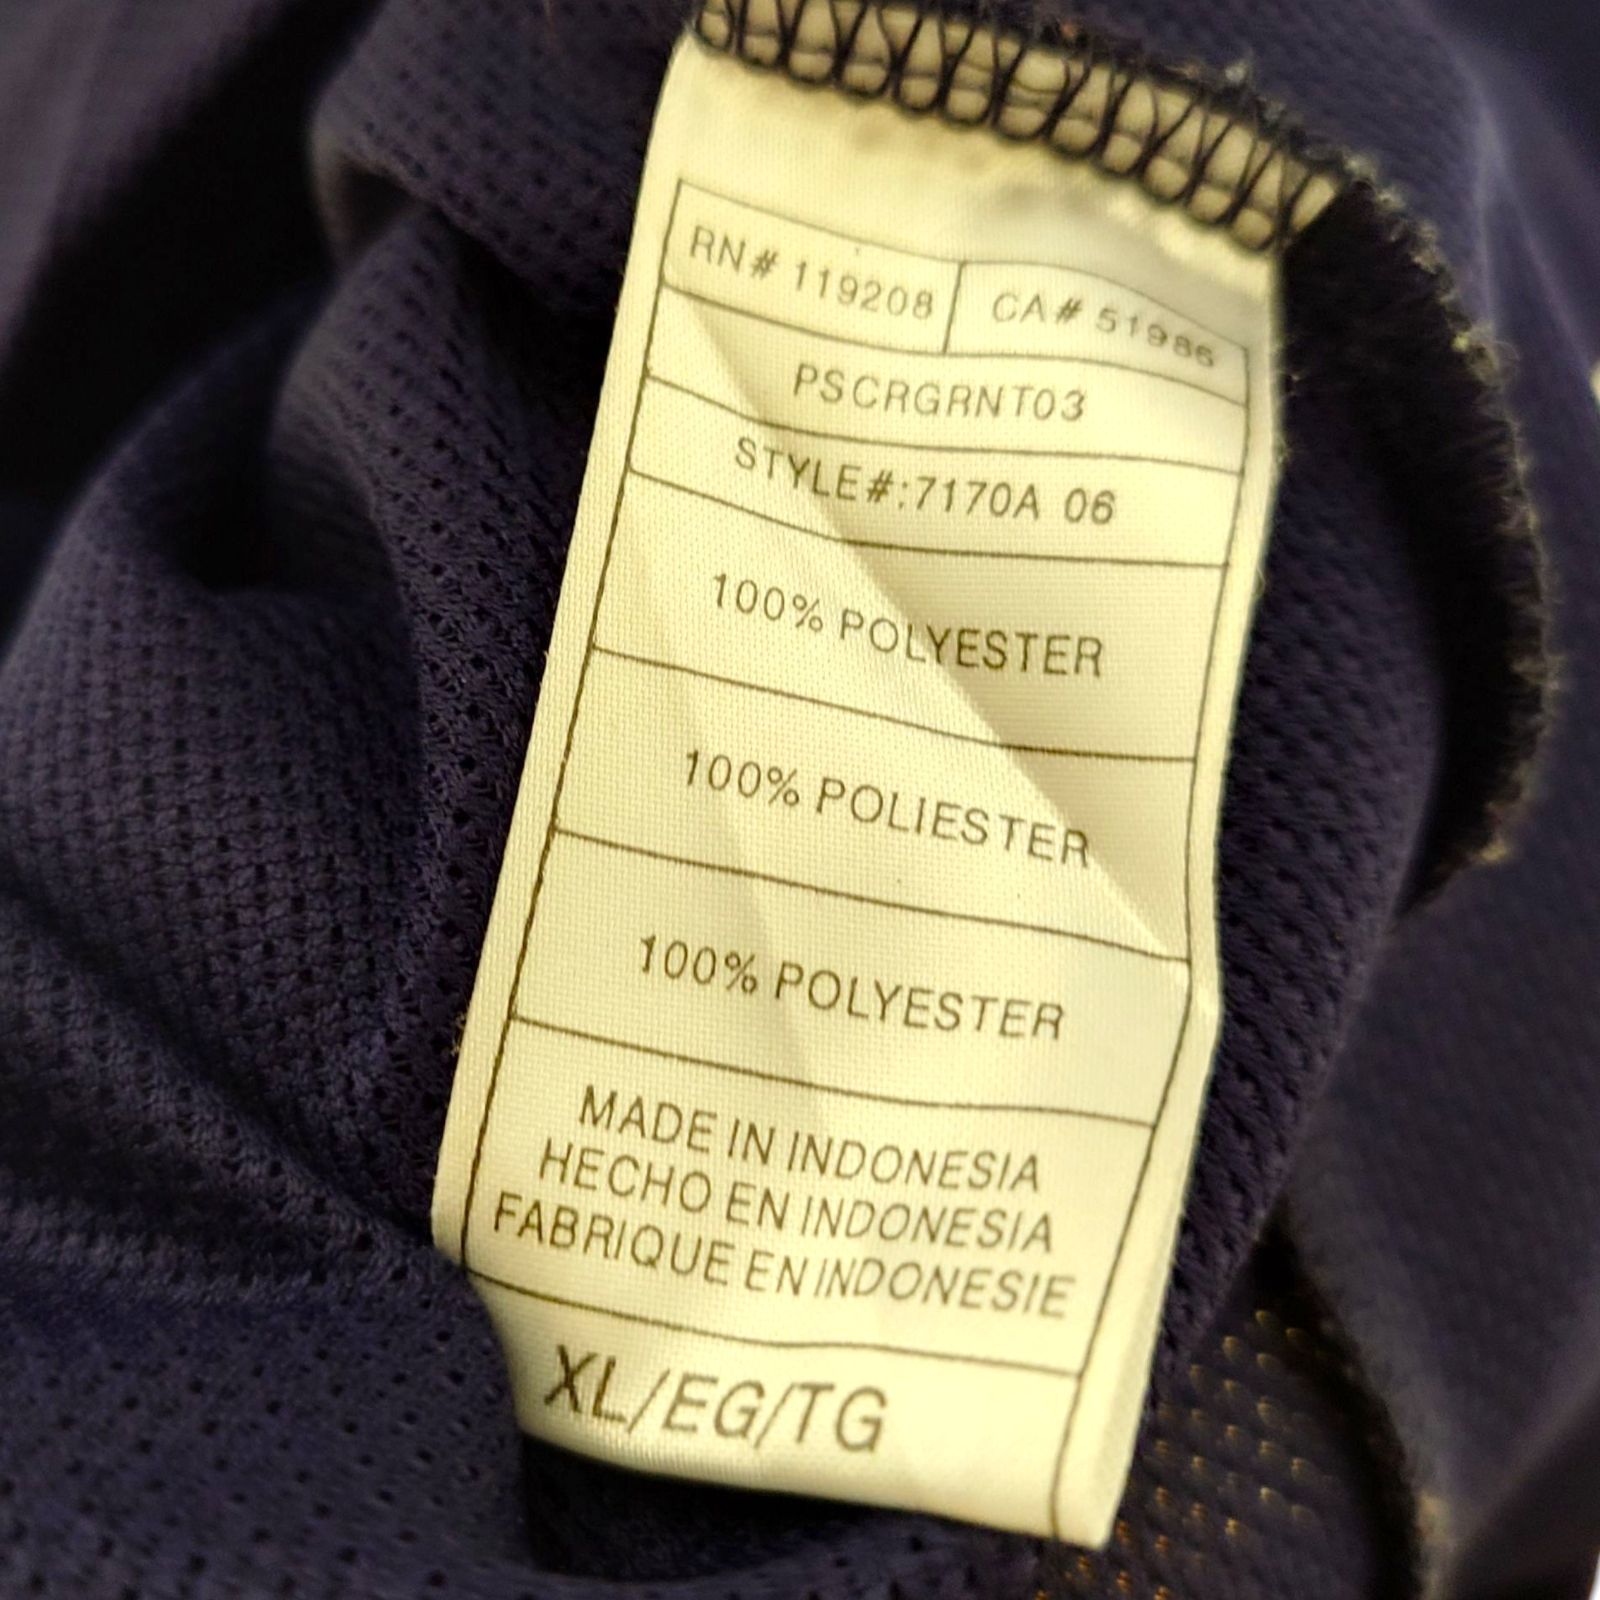 RN# 119208 CA# 51986
PSCRGRNT03
STYLE#:7170A 06
100% POLYESTER
100% POLIESTER
100% POLYESTER
MADE IN INDONESIA
HECHO EN INDONESIA
FABRIQUE EN INDONESIE
XL/EG/TG